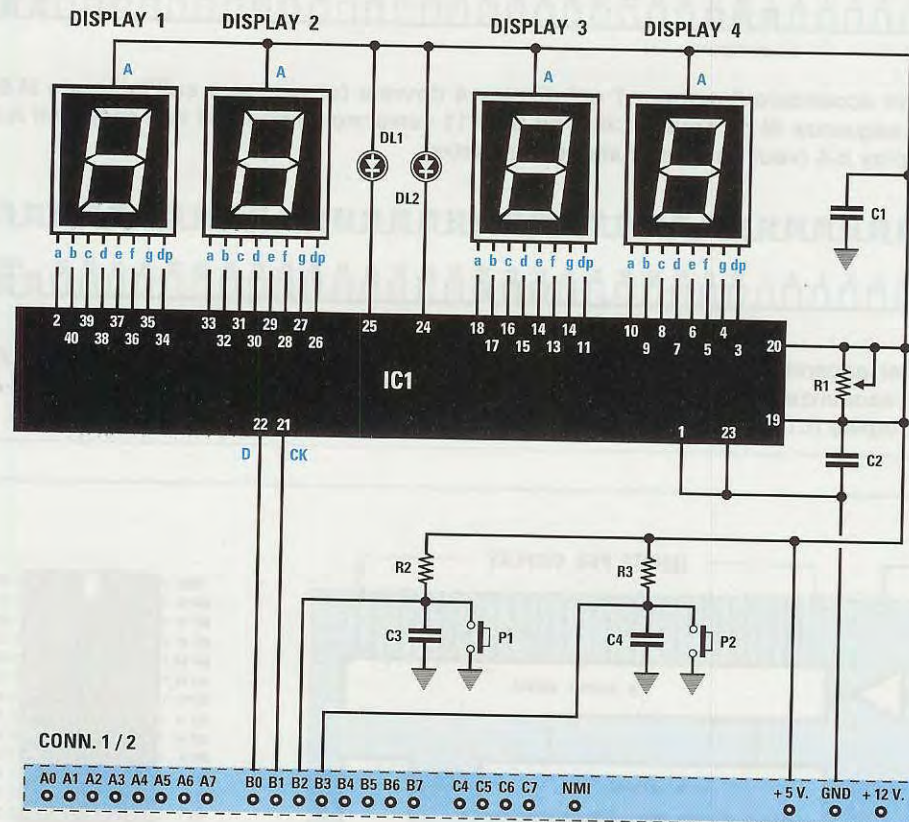 DISPLAY 1
DISPLAY 2
DISPLAY 3
DISPLAY 4
A
A
A
A
DL1
DL2
C1
a b c d e f g dp
a b c d e f g dp
a b c d e f g dp
a b c d e f g dp
2 39 37 35
40 38 36 34
33 31 29 27
32 30 28 26
25
24
18 16 14 14
17 15 13 11
10 8 6 4
9 7 5 3
20
R1
IC1
19
22 21
1
23
C2
D
CK
R2
R3
C3
P1
C4
P2
CONN. 1 / 2
A0 A1 A2 A3 A4 A5 A6 A7 B0 B1 B2 B3 B4 B5 B6 B7 C4 C5 C6 C7 NMI +5 V. GND +12 V.